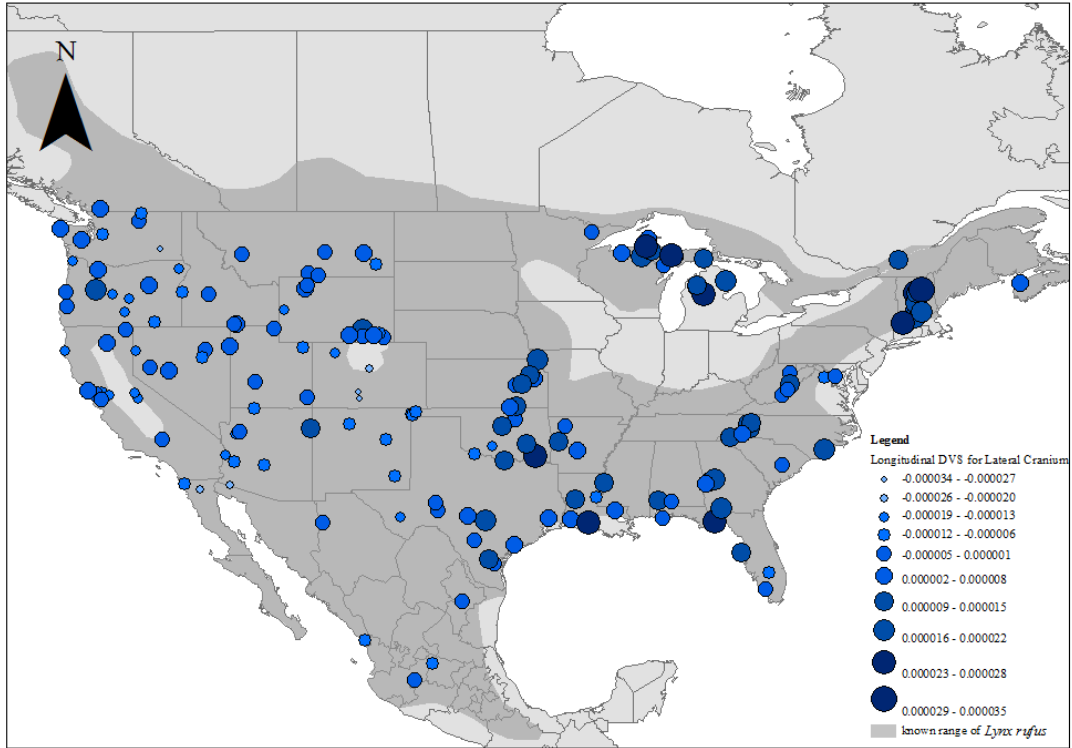 N
Legend
Longitudinal DVS for Lateral Cranium
-0.000034 - -0.000027
-0.000026 - -0.000020
-0.000019 - -0.000013
-0.000012 - -0.000006
-0.000005 - 0.000001
0.000002 - 0.000008
0.000009 - 0.000015
0.000016 - 0.000022
0.000023 - 0.000028
0.000029 - 0.000035
known range of Lynx rufus